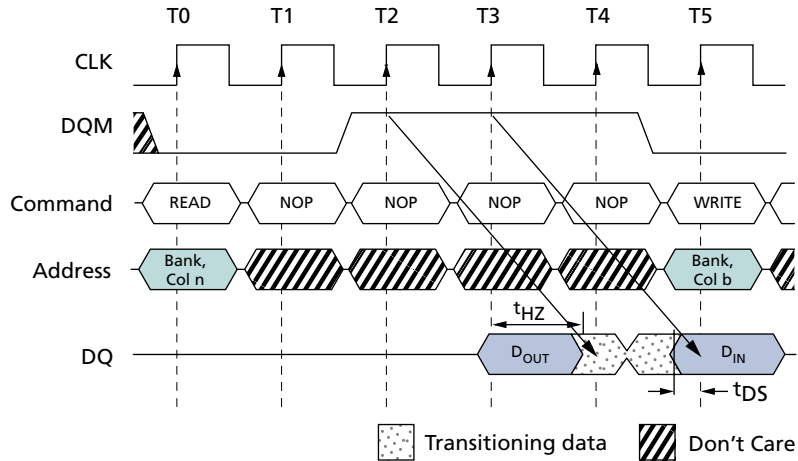 T0 T1 T2 T3 T4 T5
CLK
DQM
Command READ NOP NOP NOP NOP WRITE
Address Bank, Col n Bank, Col b
tHZ
DQ DOUT DIN
tDS
Transitioning data Don't Care